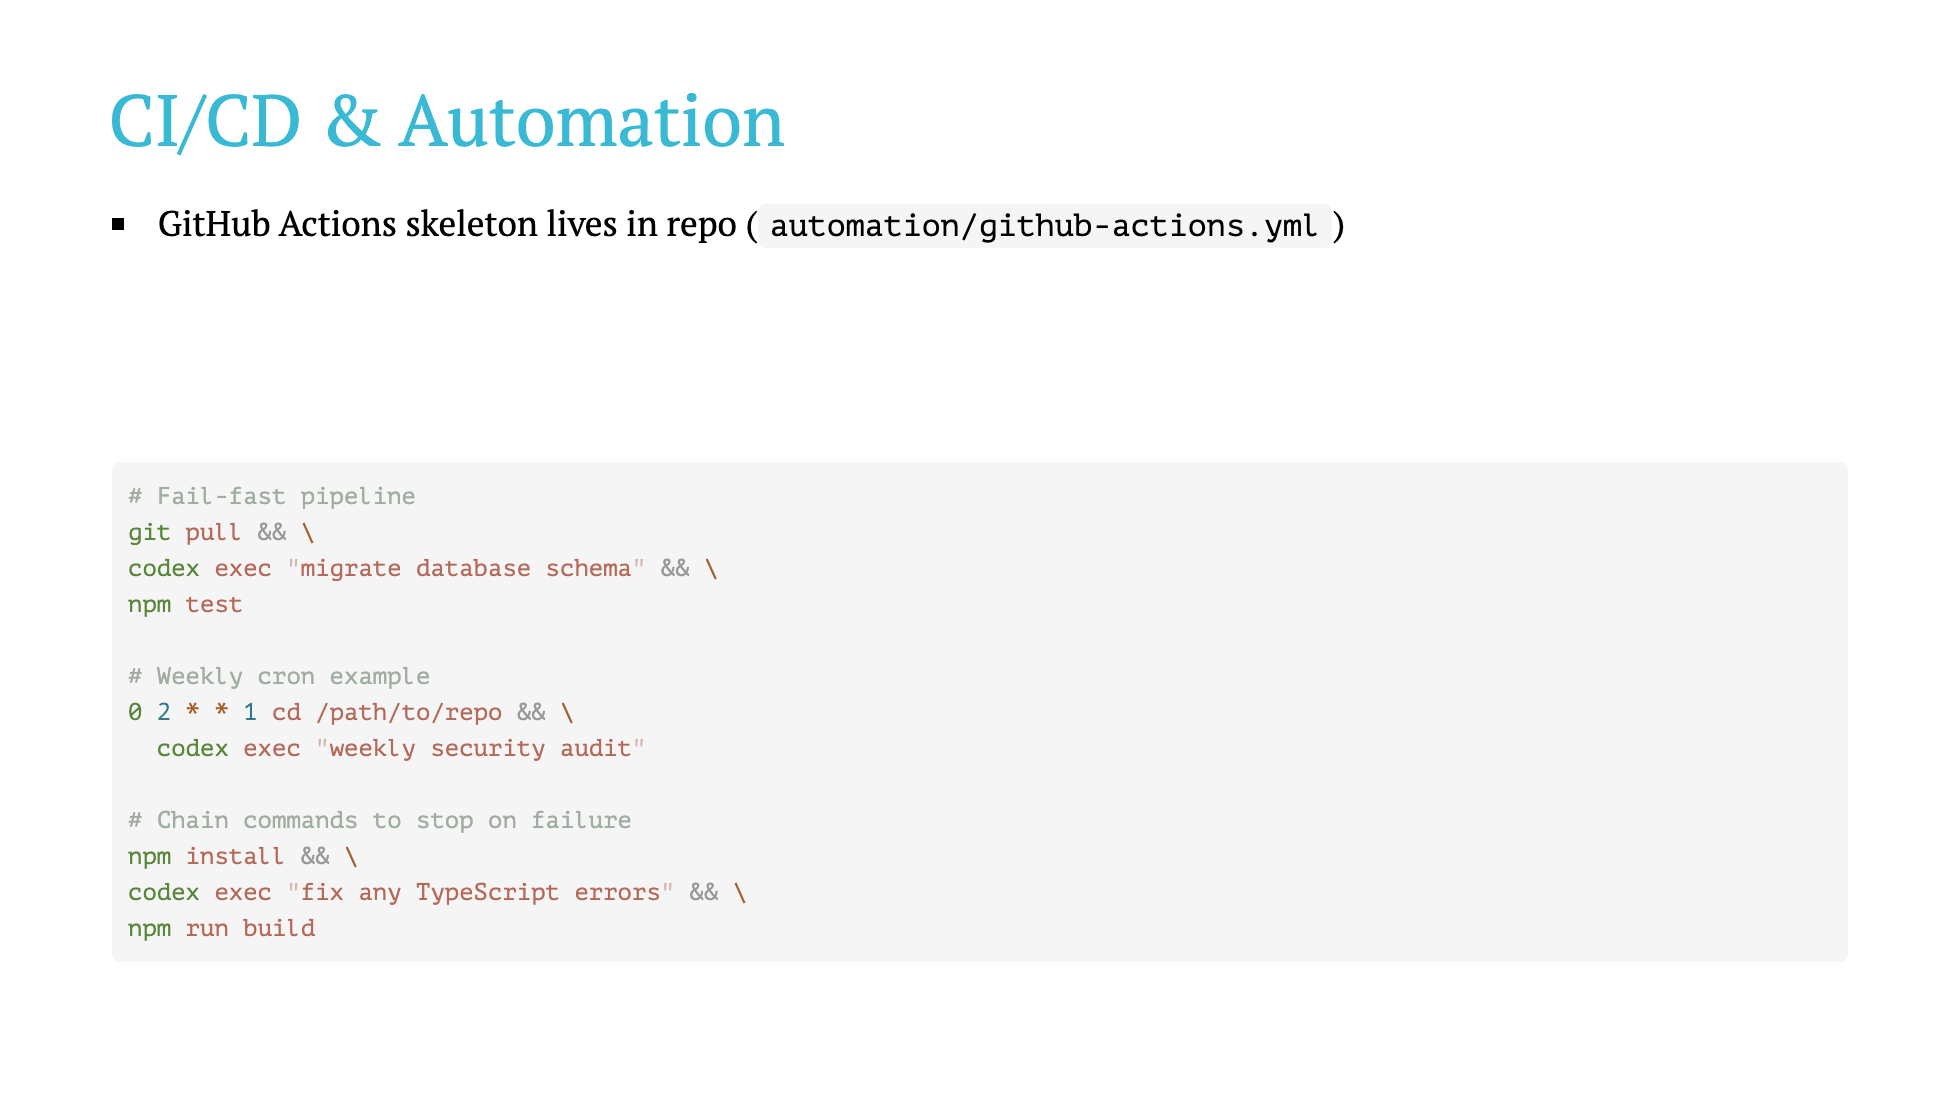 CI/CD & Automation
▪ GitHub Actions skeleton lives in repo ( automation/github-actions.yml )
# Fail-fast pipeline
git pull && \
codex exec "migrate database schema" && \
npm test

# Weekly cron example
0 2 * * 1 cd /path/to/repo && \
  codex exec "weekly security audit"

# Chain commands to stop on failure
npm install && \
codex exec "fix any TypeScript errors" && \
npm run build